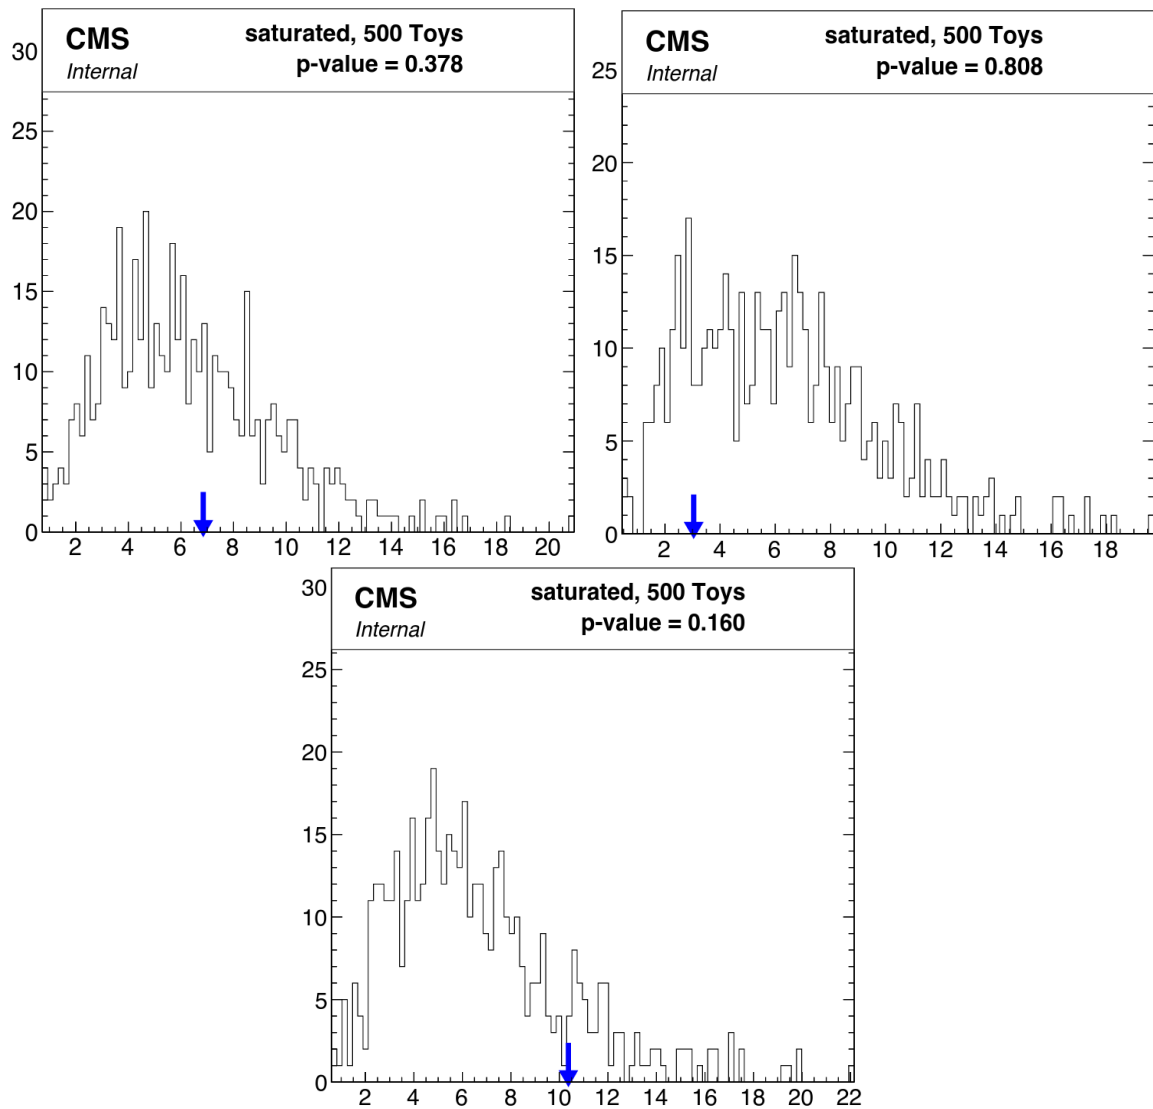 CMS
Internal
saturated, 500 Toys
p-value = 0.378
30
25
20
15
10
5
0
2 4 6 8 10 12 14 16 18 20
CMS
Internal
saturated, 500 Toys
p-value = 0.808
25
20
15
10
5
0
2 4 6 8 10 12 14 16 18
CMS
Internal
saturated, 500 Toys
p-value = 0.160
30
25
20
15
10
5
0
2 4 6 8 10 12 14 16 18 20 22